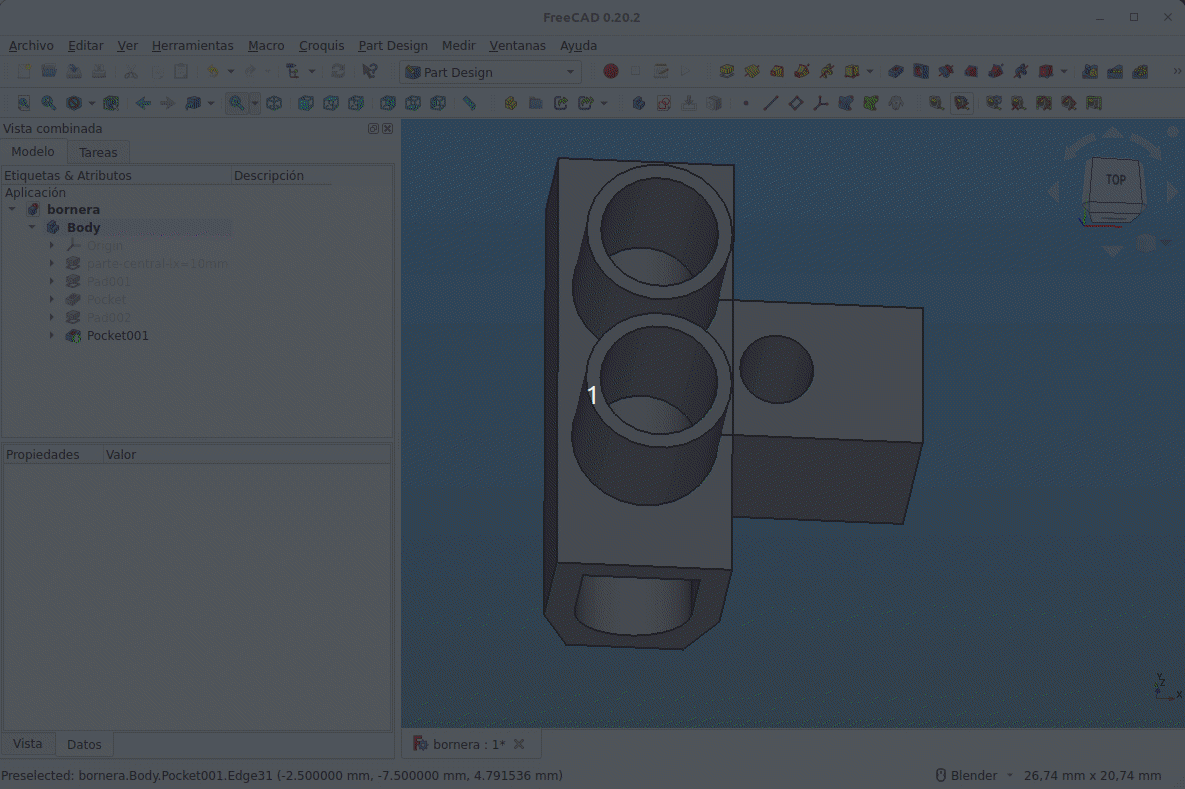 FreeCAD 0.20.2
Archivo Editar Ver Herramientas Macro Croquis Part Design Medir Ventanas Ayuda
Part Design
Vista combinada
Modelo Tareas
Etiquetas & Atributos Descripción
Aplicación
bornera
Body
Origin
parte-central-lx=10mm
Pad001
Pocket
Pad002
Pocket001
Propiedades Valor
TOP
1
Y
Z
X
Vista Datos
bornera : 1*
Preselected: bornera.Body.Pocket001.Edge31 (-2.500000 mm, -7.500000 mm, 4.791536 mm)
Blender
26,74 mm x 20,74 mm